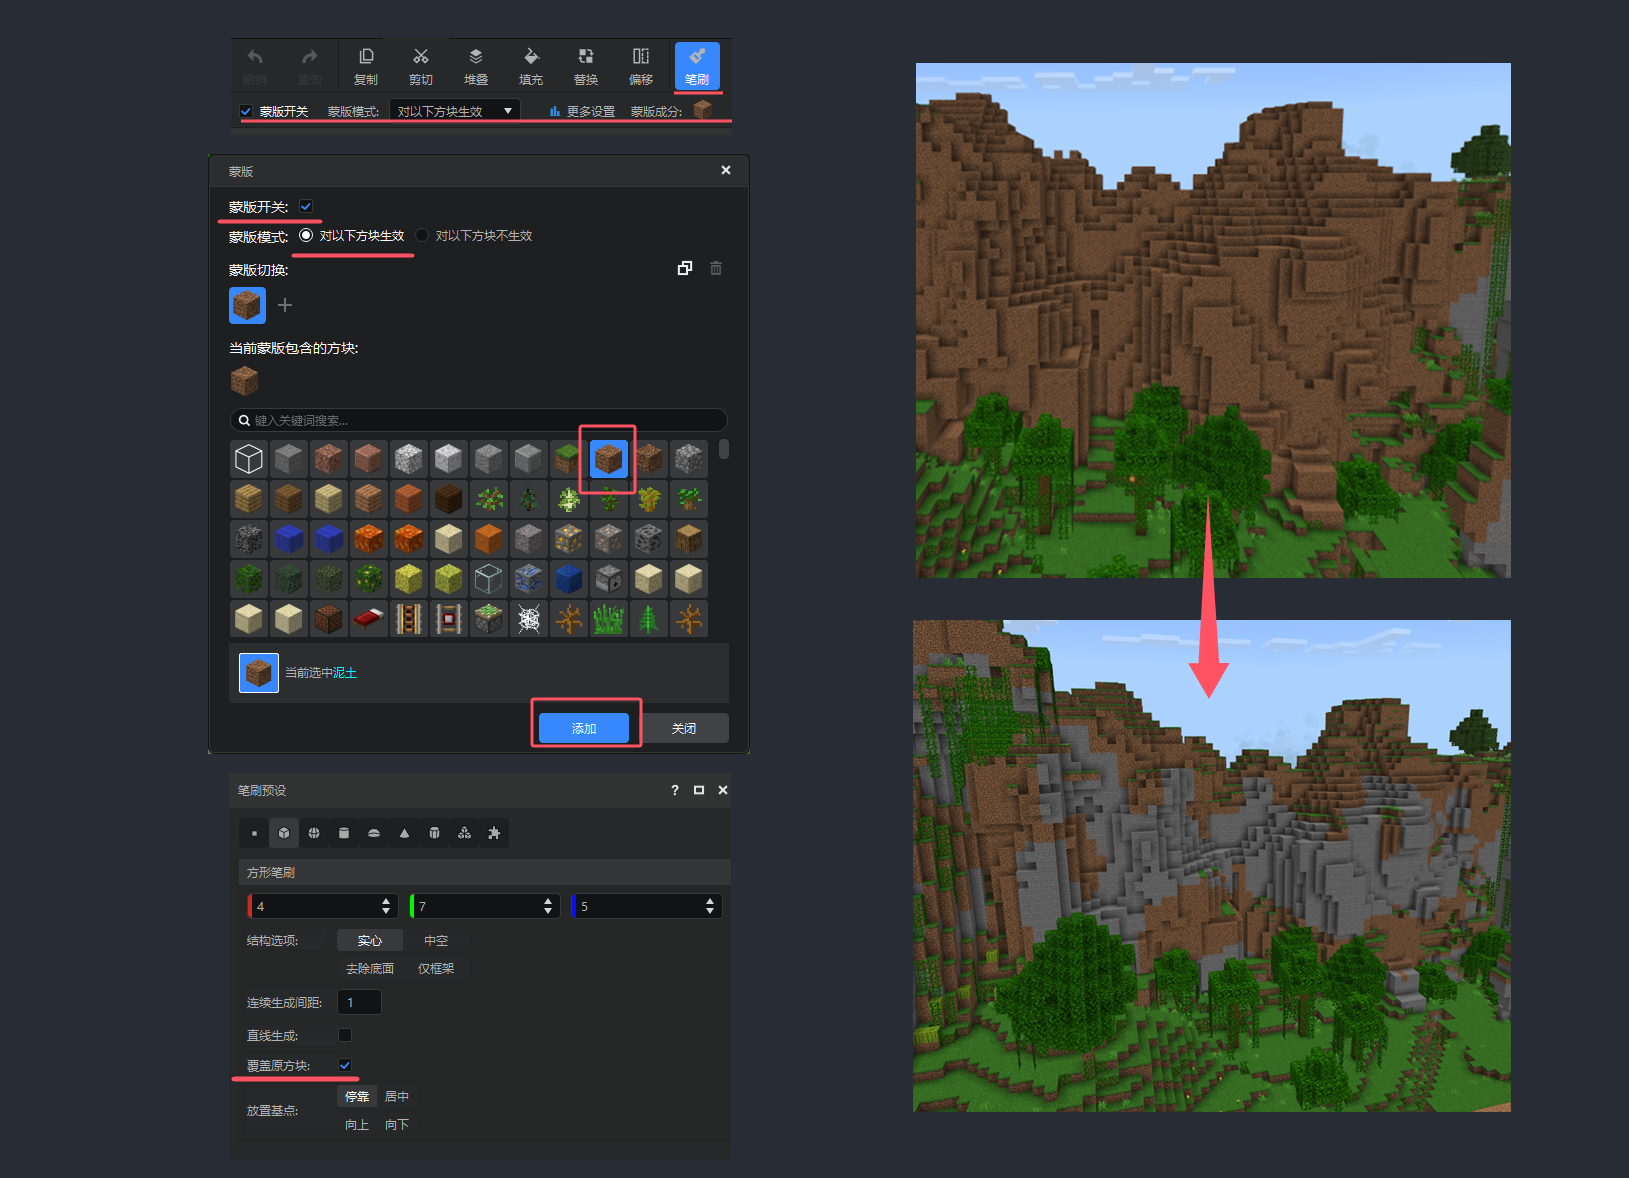 撤销 重做 复制 剪切 堆叠 填充 替换 偏移 笔刷
蒙版开关 蒙版模式: 对以下方块生效 更多设置 蒙版成分:
蒙版
蒙版开关:
蒙版模式: 对以下方块生效 对以下方块不生效
蒙版切换:
当前蒙版包含的方块:
键入关键词搜索...
当前选中泥土
添加 关闭
笔刷预设 ?
方形笔刷
4 7 5
结构选项: 实心 中空
去除底面 仅框架
连续生成间距: 1
直线生成:
覆盖原方块:
放置基点: 停靠 居中
向上 向下